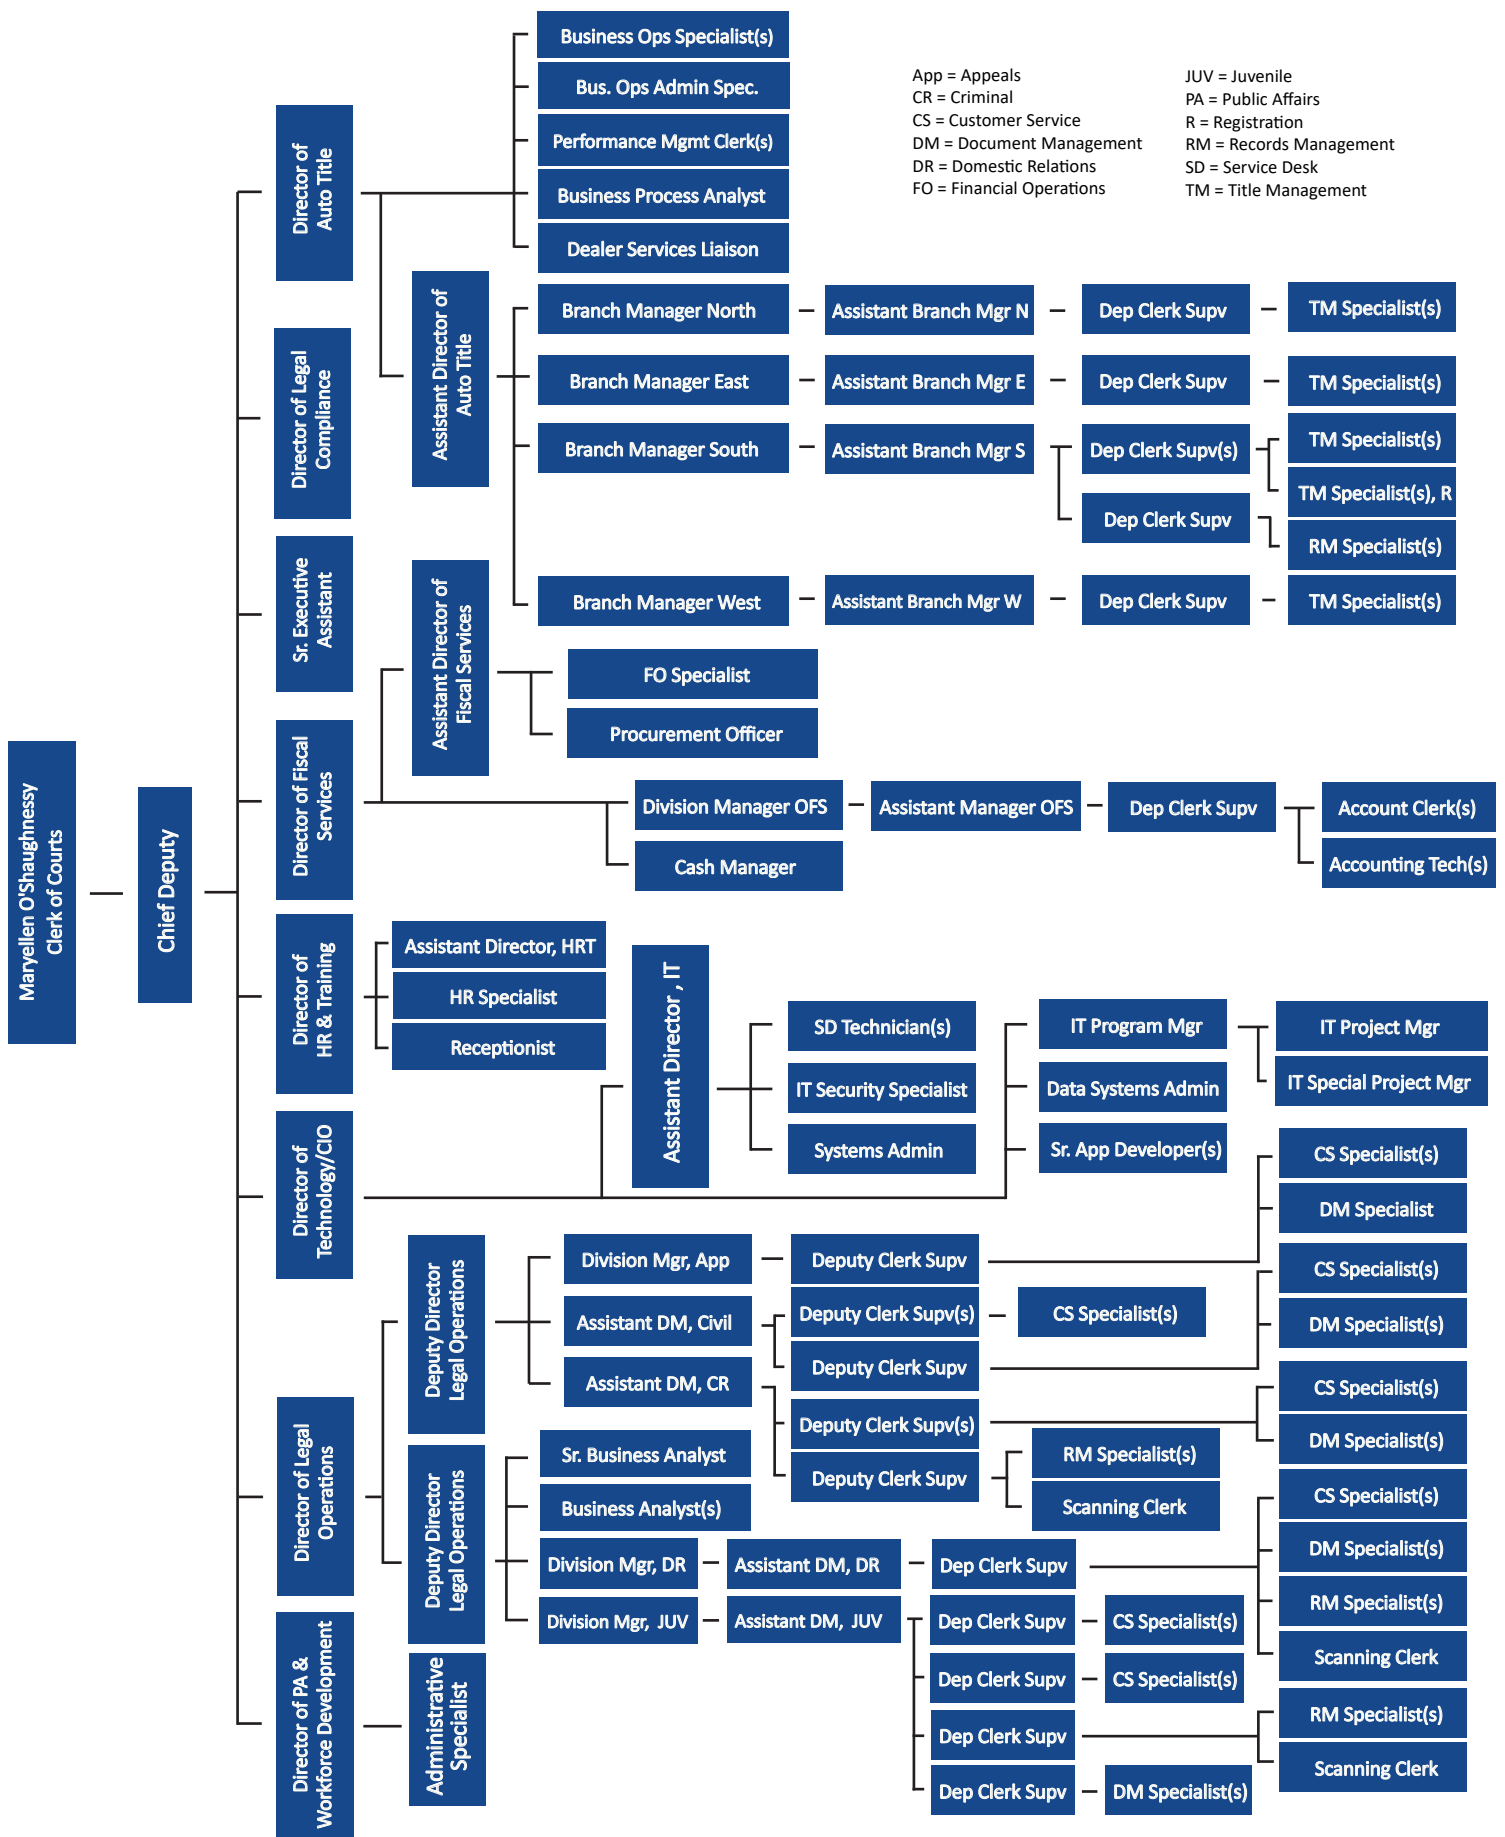 App = Appeals
CR = Criminal
CS = Customer Service
DM = Document Management
DR = Domestic Relations
FO = Financial Operations
JUV = Juvenile
PA = Public Affairs
R = Registration
RM = Records Management
SD = Service Desk
TM = Title Management
Maryellen O'Shaughnessy
Clerk of Courts
Chief Deputy
Director of
Auto Title
Business Ops Specialist(s)
Bus. Ops Admin Spec.
Performance Mgmt Clerk(s)
Business Process Analyst
Dealer Services Liaison
Assistant Director of
Auto Title
Branch Manager North
Assistant Branch Mgr N
Dep Clerk Supv
TM Specialist(s)
Branch Manager East
Assistant Branch Mgr E
Dep Clerk Supv
TM Specialist(s)
Branch Manager South
Assistant Branch Mgr S
Dep Clerk Supv(s)
TM Specialist(s)
TM Specialist(s), R
Dep Clerk Supv
RM Specialist(s)
Branch Manager West
Assistant Branch Mgr W
Dep Clerk Supv
TM Specialist(s)
Director of Legal
Compliance
Sr. Executive
Assistant
Director of Fiscal
Services
Assistant Director of
Fiscal Services
FO Specialist
Procurement Officer
Division Manager OFS
Assistant Manager OFS
Dep Clerk Supv
Account Clerk(s)
Accounting Tech(s)
Cash Manager
Director of
HR & Training
Assistant Director, HRT
HR Specialist
Receptionist
Director of
Technology/CIO
Assistant Director , IT
SD Technician(s)
IT Security Specialist
Systems Admin
IT Program Mgr
IT Project Mgr
IT Special Project Mgr
Data Systems Admin
Sr. App Developer(s)
Director of Legal
Operations
Deputy Director
Legal Operations
Division Mgr, App
Deputy Clerk Supv
CS Specialist(s)
DM Specialist
Assistant DM, Civil
Deputy Clerk Supv(s)
CS Specialist(s)
Deputy Clerk Supv
CS Specialist(s)
DM Specialist(s)
Assistant DM, CR
Deputy Clerk Supv(s)
CS Specialist(s)
DM Specialist(s)
Deputy Clerk Supv
RM Specialist(s)
Scanning Clerk
Deputy Director
Legal Operations
Sr. Business Analyst
Business Analyst(s)
Division Mgr, DR
Assistant DM, DR
Dep Clerk Supv
CS Specialist(s)
DM Specialist(s)
RM Specialist(s)
Scanning Clerk
Division Mgr, JUV
Assistant DM, JUV
Dep Clerk Supv
CS Specialist(s)
Dep Clerk Supv
CS Specialist(s)
Dep Clerk Supv
RM Specialist(s)
Scanning Clerk
Dep Clerk Supv
DM Specialist(s)
Director of PA &
Workforce Development
Administrative
Specialist